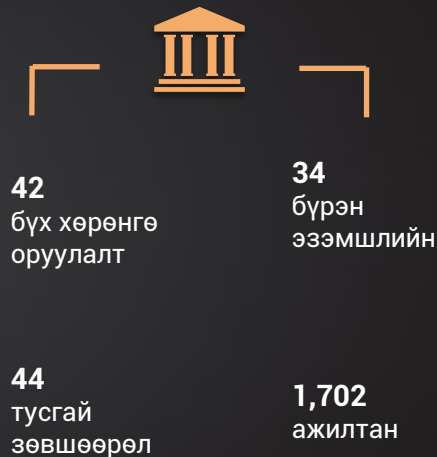 42
бүх хөрөнгө
оруулалт
34
бүрэн
эзэмшлийн
44
тусгай
зөвшөөрөл
1,702
ажилтан